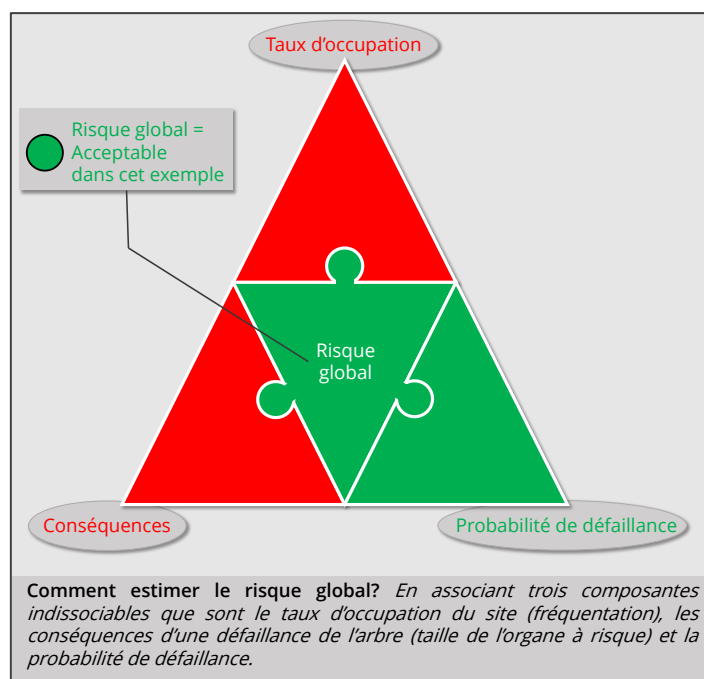 Taux d'occupation
Risque global =
Acceptable
dans cet exemple
Risque
global
Conséquences
Probabilité de défaillance
Comment estimer le risque global? En associant trois composantes
indissociables que sont le taux d'occupation du site (fréquentation), les
conséquences d'une défaillance de l'arbre (taille de l'organe à risque) et la
probabilité de défaillance.